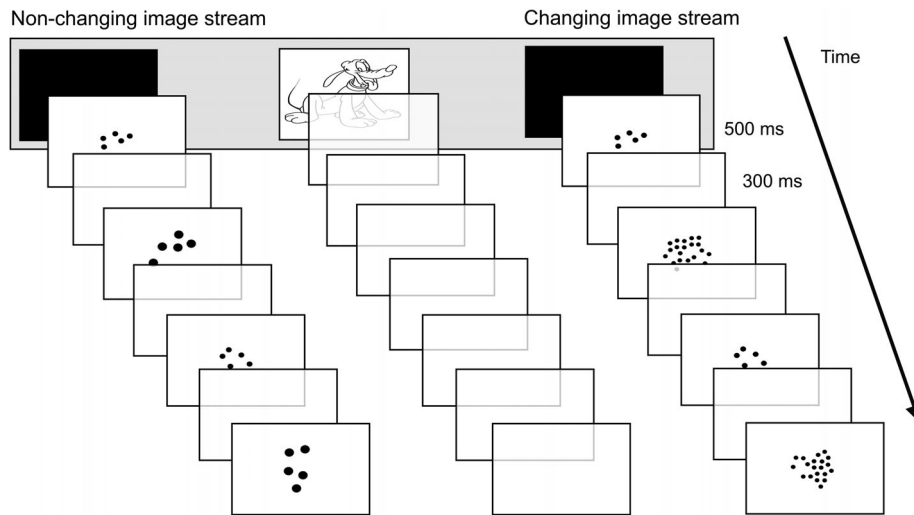 Non-changing image stream
Changing image stream
Time
500 ms
300 ms